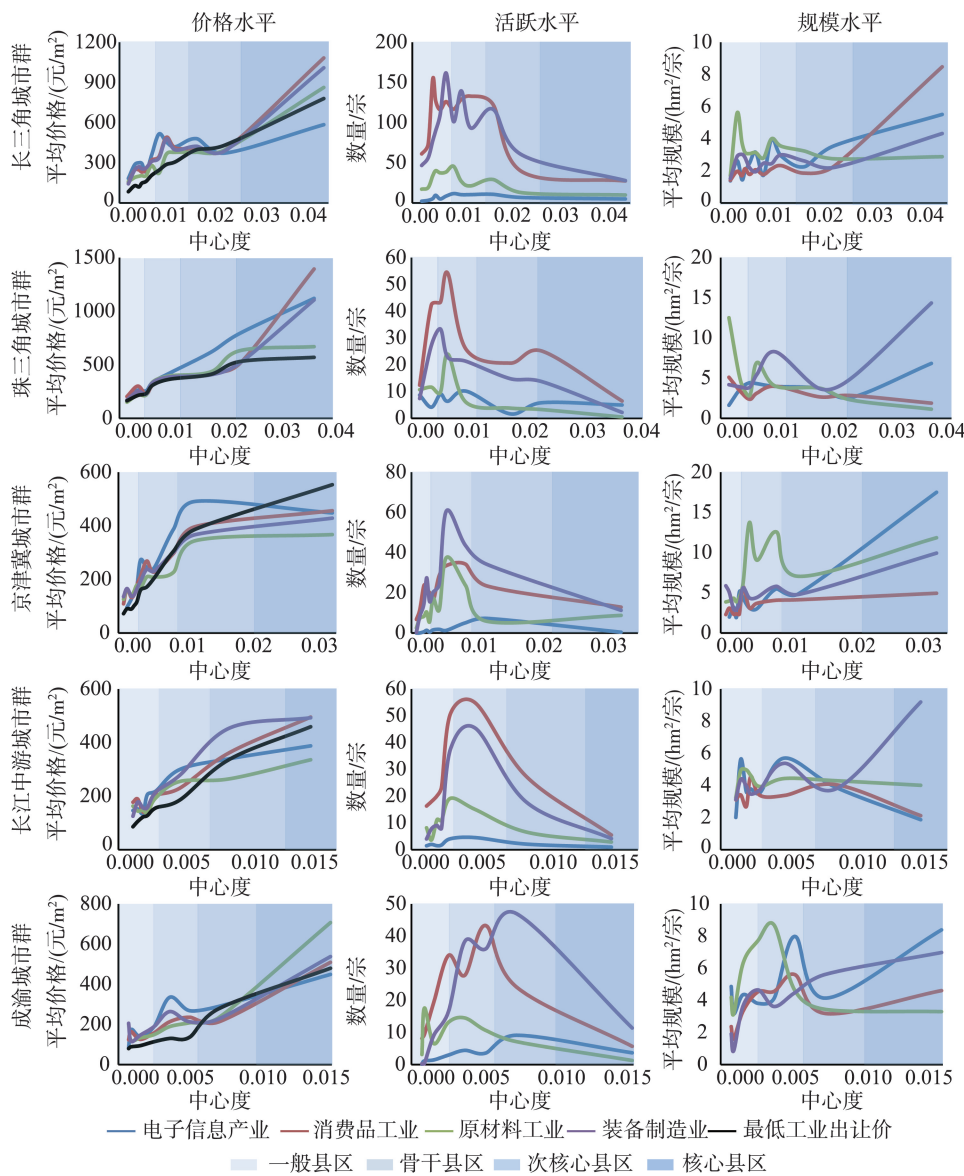 价格水平 活跃水平 规模水平
长三角城市群
平均价格/(元/m²)
1200
900
600
300
0
0.00 0.01 0.02 0.03 0.04
中心度
数量/宗
200
150
100
50
0
0.00 0.01 0.02 0.03 0.04
中心度
平均规模/(hm²/宗)
10
8
6
4
2
0
0.00 0.01 0.02 0.03 0.04
中心度
珠三角城市群
平均价格/(元/m²)
1500
1000
500
0
0.00 0.01 0.02 0.03 0.04
中心度
数量/宗
60
50
40
30
20
10
0
0.00 0.01 0.02 0.03 0.04
中心度
平均规模/(hm²/宗)
20
15
10
5
0
0.00 0.01 0.02 0.03 0.04
中心度
京津冀城市群
平均价格/(元/m²)
600
400
200
0
0.00 0.01 0.02 0.03
中心度
数量/宗
80
60
40
20
0
0.00 0.01 0.02 0.03
中心度
平均规模/(hm²/宗)
20
15
10
5
0
0.00 0.01 0.02 0.03
中心度
长江中游城市群
平均价格/(元/m²)
600
400
200
0
0.000 0.005 0.010 0.015
中心度
数量/宗
60
50
40
30
20
10
0
0.000 0.005 0.010 0.015
中心度
平均规模/(hm²/宗)
10
8
6
4
2
0
0.000 0.005 0.010 0.015
中心度
成渝城市群
平均价格/(元/m²)
800
600
400
200
0
0.000 0.005 0.010 0.015
中心度
数量/宗
50
40
30
20
10
0
0.000 0.005 0.010 0.015
中心度
平均规模/(hm²/宗)
10
8
6
4
2
0
0.000 0.005 0.010 0.015
中心度
电子信息产业 消费品工业 原材料工业 装备制造业 最低工业出让价
一般县区 骨干县区 次核心县区 核心县区